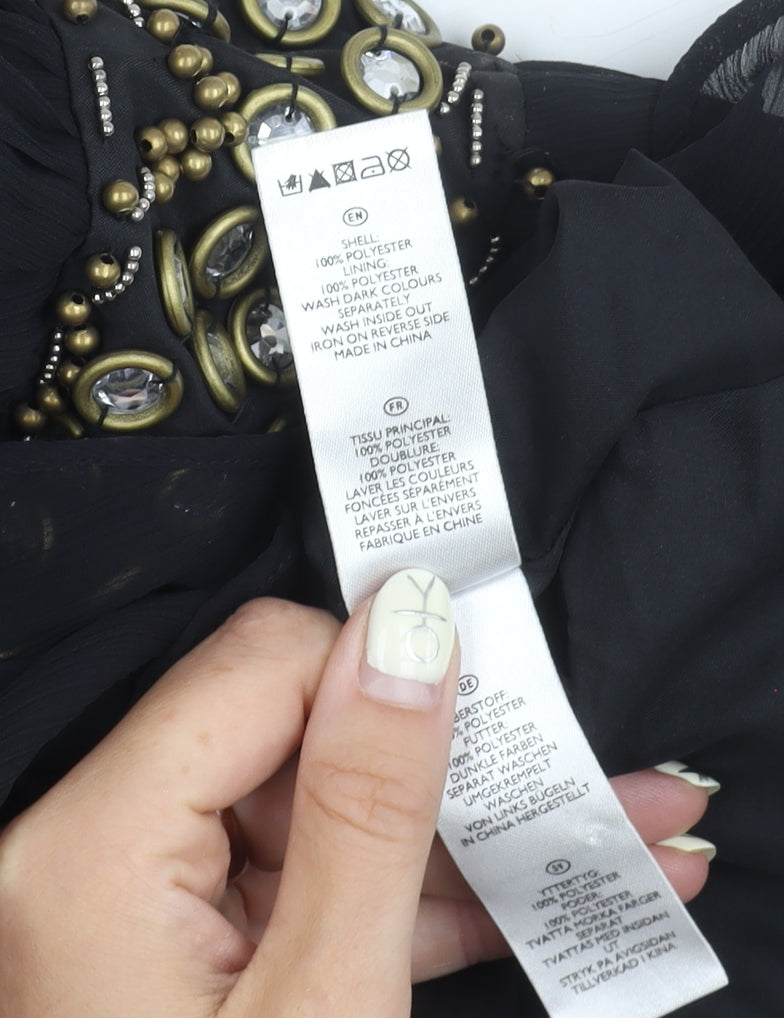 EN
SHELL:
100% POLYESTER
LINING:
100% POLYESTER
WASH DARK COLOURS
SEPARATELY
WASH INSIDE OUT
IRON ON REVERSE SIDE
MADE IN CHINA
FR
TISSU PRINCIPAL:
100% POLYESTER
DOUBLURE:
100% POLYESTER
LAVER LES COULEURS
FONCÉES SÉPARÉMENT
LAVER SUR L'ENVERS
REPASSER À L'ENVERS
FABRIQUE EN CHINE
DE
BERSTOFF:
% POLYESTER
FUTTER:
100% POLYESTER
DUNKLE FARBEN
SEPARAT WASCHEN
UMGEKREMPELT
WASCHEN
VON LINKS BÜGELN
IN CHINA HERGESTELLT
SV
YTTERTYG:
100% POLYESTER
FODER:
100% POLYESTER
TVÄTTA MÖRKA FÄRGER
SEPARAT
TVÄTTAS MED INSIDAN
UT
STRYK PÅ AVIGSIDAN
TILLVERKAD I KINA